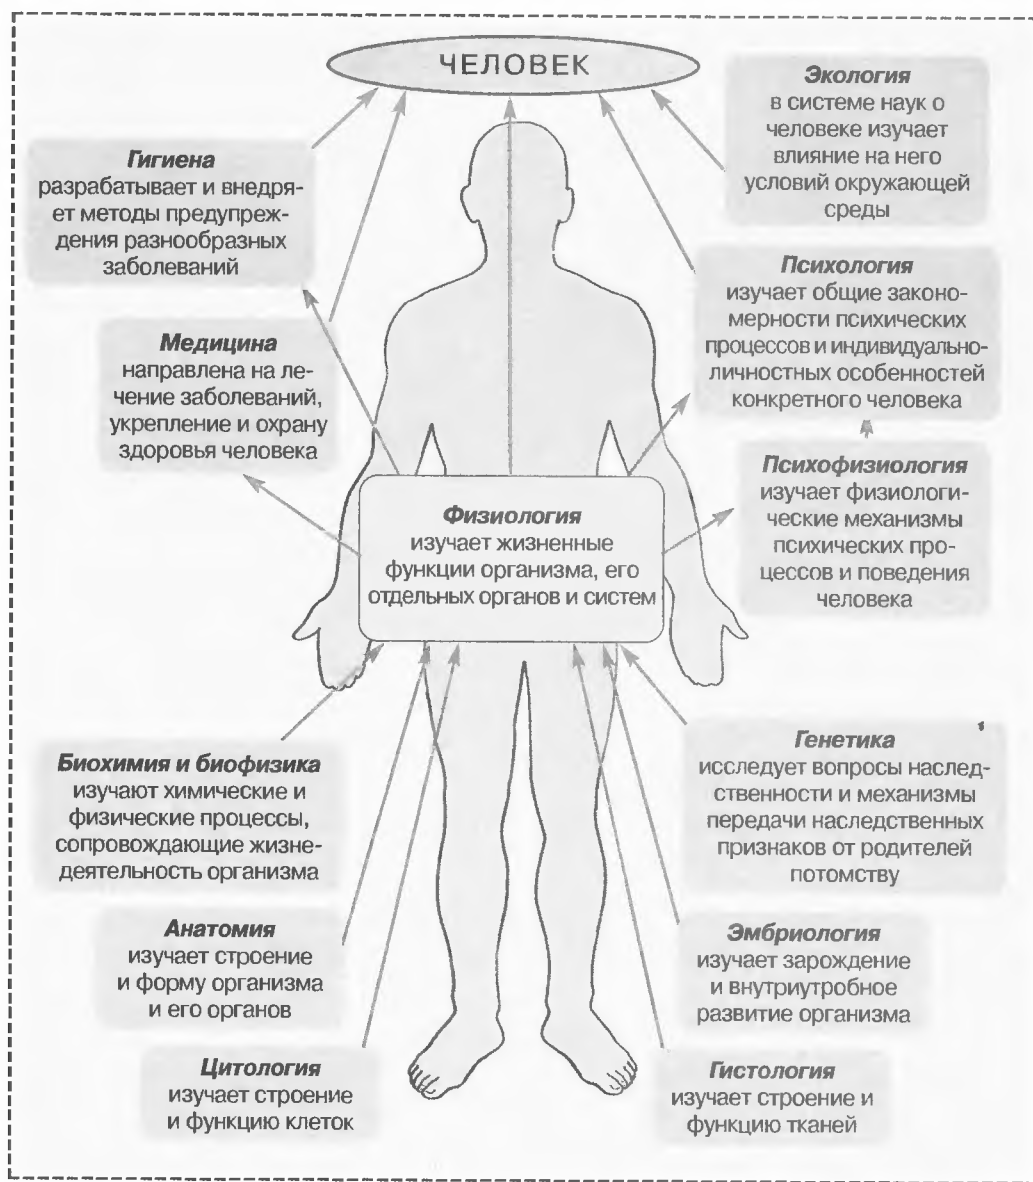 ЧЕЛОВЕК
Экология
в системе наук о
человеке изучает
влияние на него
условий окружающей
среды
Гигиена
разрабатывает и внедря-
ет методы предупреж-
дения разнообразных
заболеваний
Психология
изучает общие законо-
мерности психических
процессов и индивидуально-
личностных особенностей
конкретного человека
Медицина
направлена на ле-
чение заболеваний,
укрепление и охрану
здоровья человека
Психофизиология
изучает физиологи-
ческие механизмы
психических про-
цессов и поведения
человека
Физиология
изучает жизненные
функции организма, его
отдельных органов и систем
Биохимия и биофизика
изучают химические и
физические процессы,
сопровождающие жизне-
деятельность организма
Генетика
исследует вопросы наслед-
ственности и механизмы
передачи наследственных
признаков от родителей
потомству
Анатомия
изучает строение
и форму организма
и его органов
Эмбриология
изучает зарождение
и внутриутробное
развитие организма
Цитология
изучает строение
и функцию клеток
Гистология
изучает строение и
функцию тканей